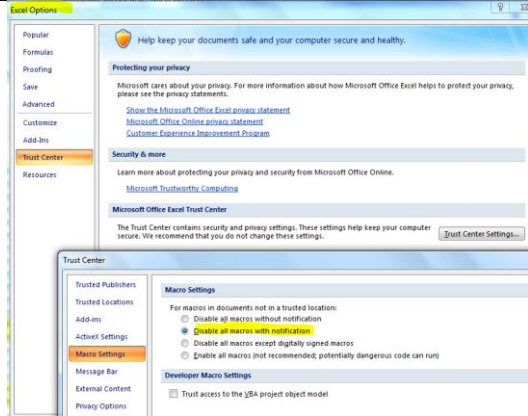 Excel Options
Popular
Formulas
Proofing
Save
Advanced
Customize
Add-Ins
Trust Center
Resources
Help keep your documents safe and your computer secure and healthy.
Protecting your privacy
Microsoft cares about your privacy. For more information about how Microsoft Office Excel helps to protect your privacy,
please see the privacy statements.
Show the Microsoft Office Excel privacy statement
Microsoft Office Online privacy statement
Customer Experience Improvement Program
Security & more
Learn more about protecting your privacy and security from Microsoft Office Online.
Microsoft Trustworthy Computing
Microsoft Office Excel Trust Center
The Trust Center contains security and privacy settings. These settings help keep your computer
secure. We recommend that you do not change these settings.
Trust Center Settings...
Trust Center
Trusted Publishers
Trusted Locations
Add-ins
ActiveX Settings
Macro Settings
Message Bar
External Content
Privacy Options
Macro Settings
For macros in documents not in a trusted location:
Disable all macros without notification
Disable all macros with notification
Disable all macros except digitally signed macros
Enable all macros (not recommended; potentially dangerous code can run)
Developer Macro Settings
Trust access to the VBA project object model